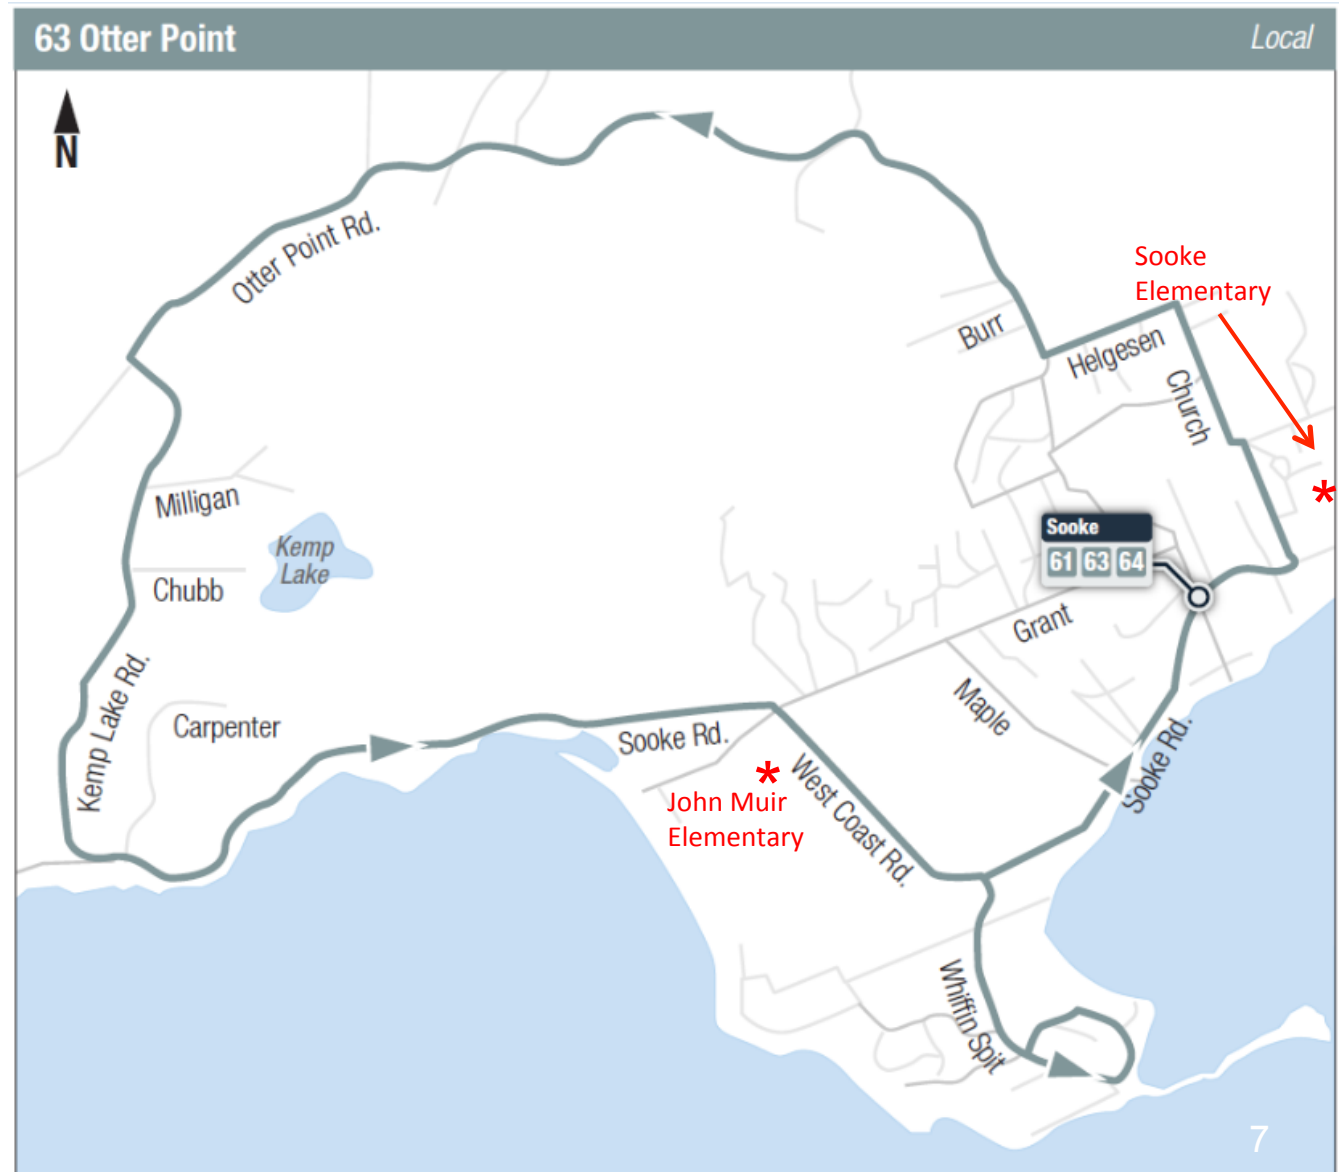 63 Otter Point
Local
N
Otter Point Rd.
Sooke
Elementary
Burr
Helgesen
Church
Milligan
Kemp
Lake
Chubb
Sooke
61 63 64
Grant
Kemp Lake Rd.
Carpenter
Maple
Sooke Rd.
Sooke Rd.
*
*
John Muir
Elementary
West Coast Rd.
Whiffin Spit
7